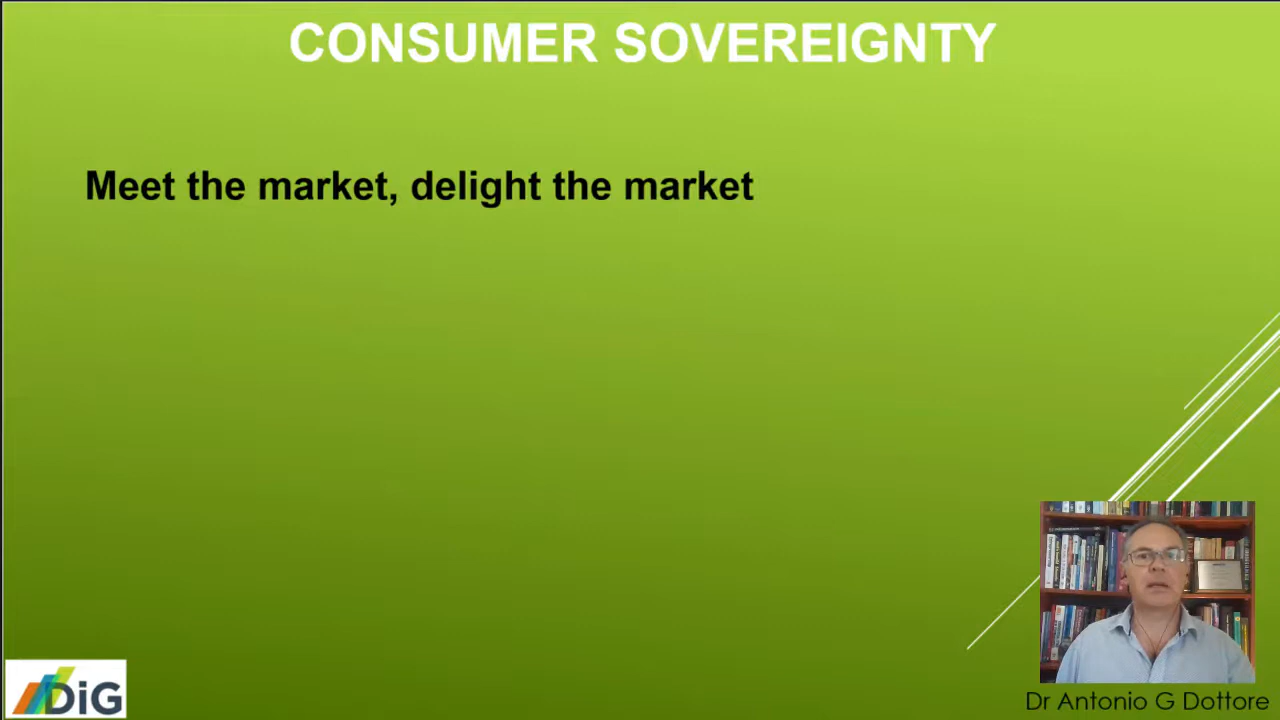 CONSUMER SOVEREIGNTY
Meet the market, delight the market
DiG
Dr Antonio G Dottore